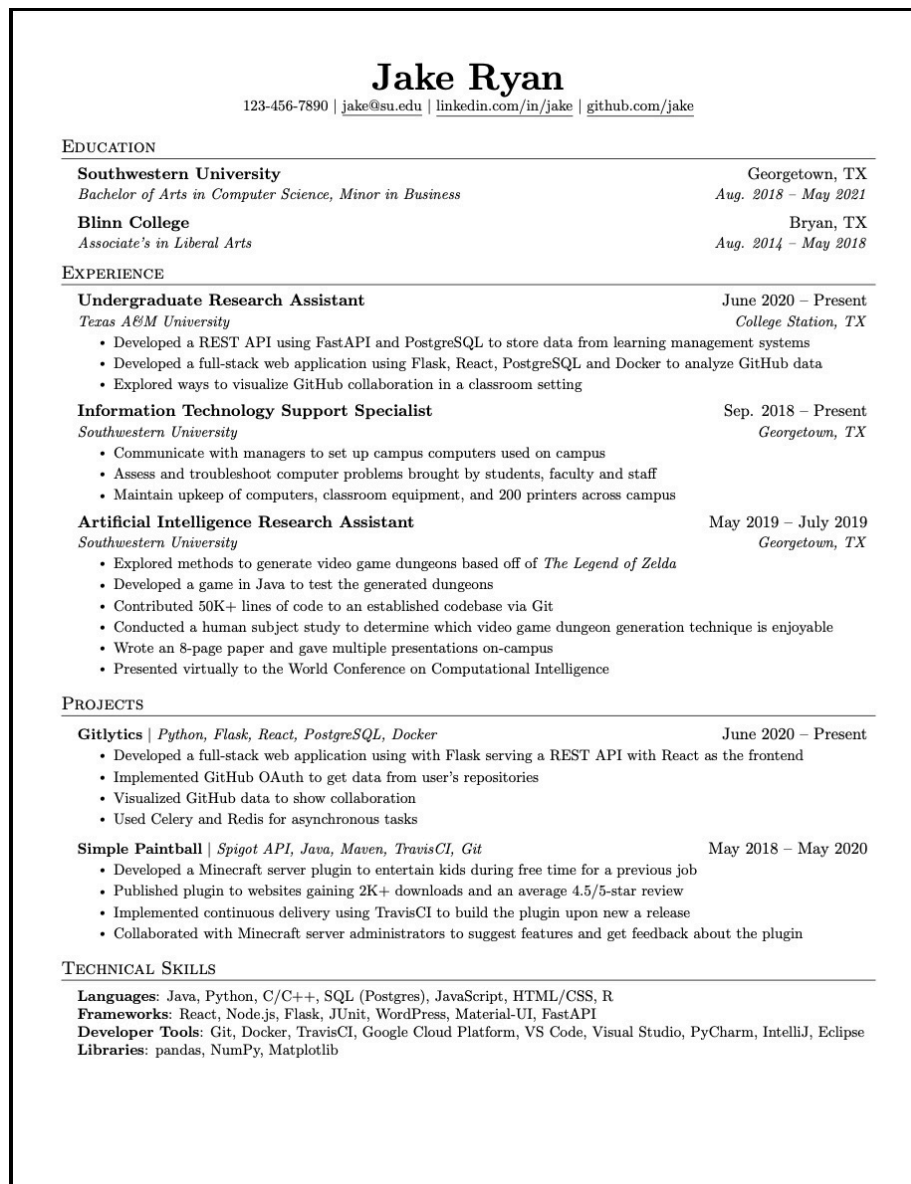 Jake Ryan
123-456-7890 | jake@su.edu | linkedin.com/in/jake | github.com/jake
Education
Southwestern University Georgetown, TX
Bachelor of Arts in Computer Science, Minor in Business Aug. 2018 – May 2021
Blinn College Bryan, TX
Associate's in Liberal Arts Aug. 2014 – May 2018
Experience
Undergraduate Research Assistant June 2020 – Present
Texas A&M University College Station, TX
• Developed a REST API using FastAPI and PostgreSQL to store data from learning management systems
• Developed a full-stack web application using Flask, React, PostgreSQL and Docker to analyze GitHub data
• Explored ways to visualize GitHub collaboration in a classroom setting
Information Technology Support Specialist Sep. 2018 – Present
Southwestern University Georgetown, TX
• Communicate with managers to set up campus computers used on campus
• Assess and troubleshoot computer problems brought by students, faculty and staff
• Maintain upkeep of computers, classroom equipment, and 200 printers across campus
Artificial Intelligence Research Assistant May 2019 – July 2019
Southwestern University Georgetown, TX
• Explored methods to generate video game dungeons based off of The Legend of Zelda
• Developed a game in Java to test the generated dungeons
• Contributed 50K+ lines of code to an established codebase via Git
• Conducted a human subject study to determine which video game dungeon generation technique is enjoyable
• Wrote an 8-page paper and gave multiple presentations on-campus
• Presented virtually to the World Conference on Computational Intelligence
Projects
Gitlytics | Python, Flask, React, PostgreSQL, Docker June 2020 – Present
• Developed a full-stack web application using with Flask serving a REST API with React as the frontend
• Implemented GitHub OAuth to get data from user's repositories
• Visualized GitHub data to show collaboration
• Used Celery and Redis for asynchronous tasks
Simple Paintball | Spigot API, Java, Maven, TravisCI, Git May 2018 – May 2020
• Developed a Minecraft server plugin to entertain kids during free time for a previous job
• Published plugin to websites gaining 2K+ downloads and an average 4.5/5-star review
• Implemented continuous delivery using TravisCI to build the plugin upon new a release
• Collaborated with Minecraft server administrators to suggest features and get feedback about the plugin
Technical Skills
Languages: Java, Python, C/C++, SQL (Postgres), JavaScript, HTML/CSS, R
Frameworks: React, Node.js, Flask, JUnit, WordPress, Material-UI, FastAPI
Developer Tools: Git, Docker, TravisCI, Google Cloud Platform, VS Code, Visual Studio, PyCharm, IntelliJ, Eclipse
Libraries: pandas, NumPy, Matplotlib